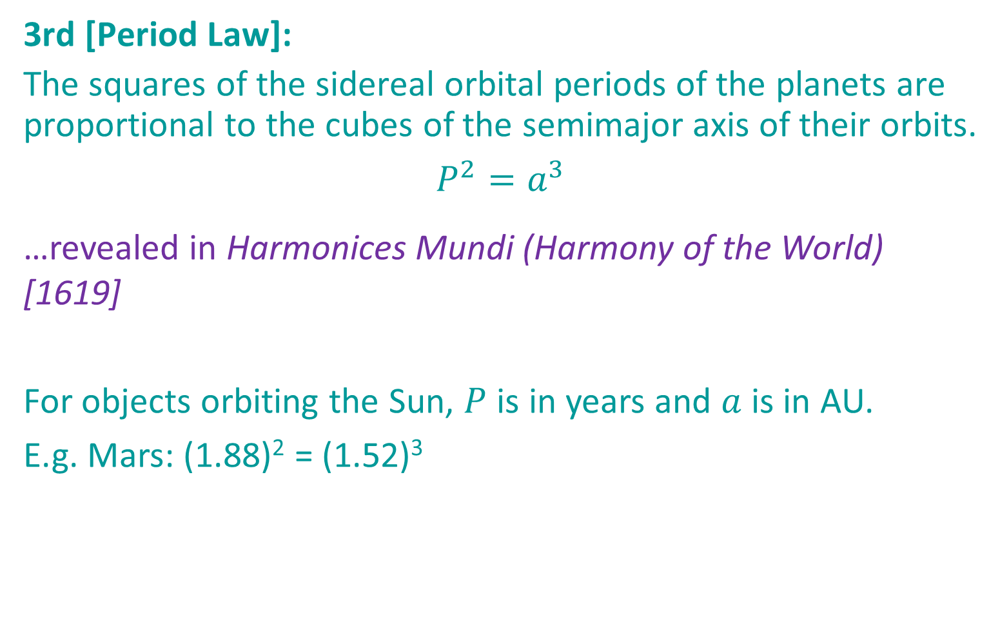 3rd [Period Law]:
The squares of the sidereal orbital periods of the planets are
proportional to the cubes of the semimajor axis of their orbits.
𝑃² = 𝑎³
…revealed in Harmonices Mundi (Harmony of the World)
[1619]
For objects orbiting the Sun, 𝑃 is in years and 𝑎 is in AU.
E.g. Mars: (1.88)² = (1.52)³